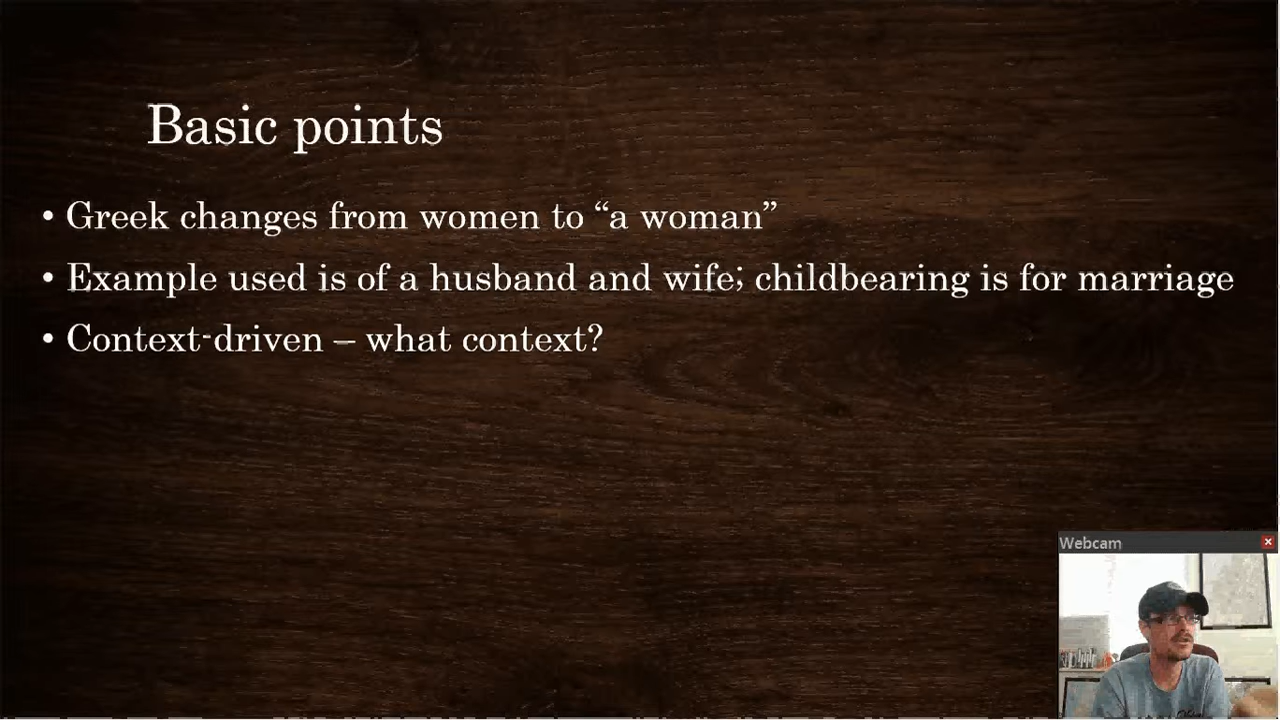 Basic points
• Greek changes from women to “a woman”
• Example used is of a husband and wife; childbearing is for marriage
• Context-driven – what context?
Webcam